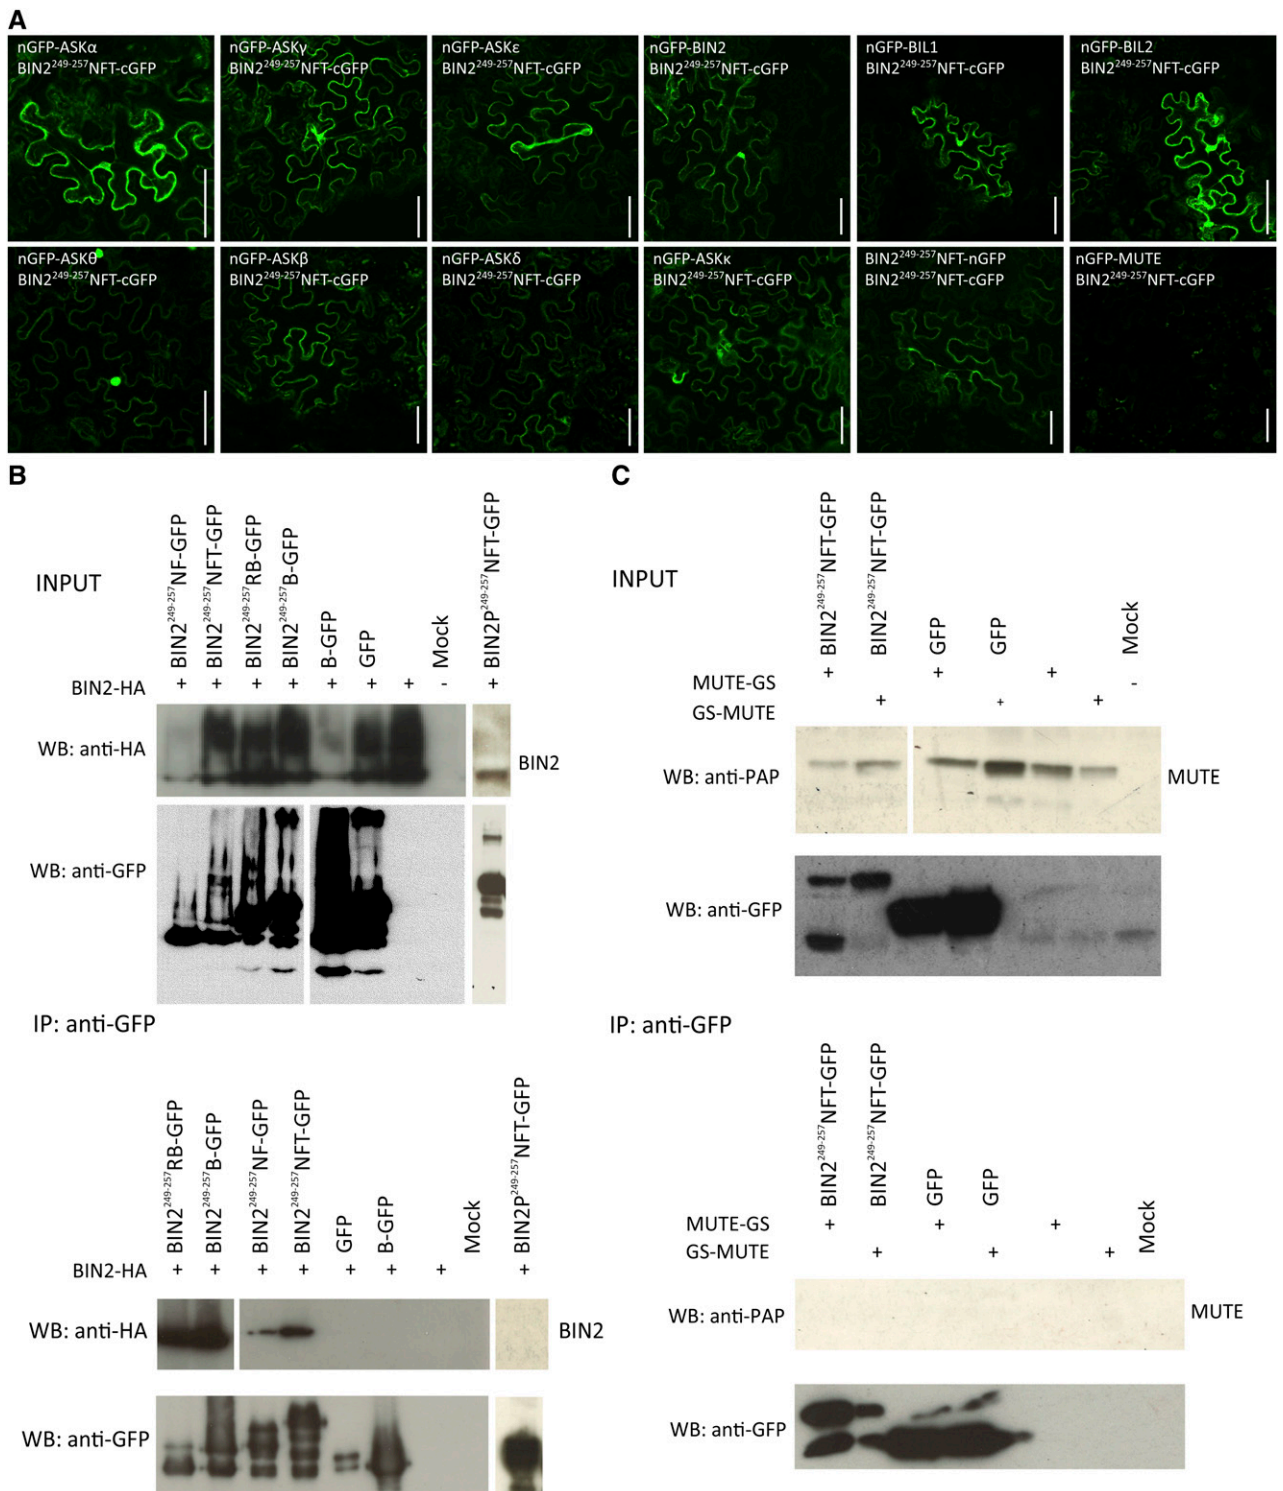 A
nGFP-ASKα
BIN2²⁴⁹⁻²⁵⁷NFT-cGFP
nGFP-ASKγ
BIN2²⁴⁹⁻²⁵⁷NFT-cGFP
nGFP-ASKε
BIN2²⁴⁹⁻²⁵⁷NFT-cGFP
nGFP-BIN2
BIN2²⁴⁹⁻²⁵⁷NFT-cGFP
nGFP-BIL1
BIN2²⁴⁹⁻²⁵⁷NFT-cGFP
nGFP-BIL2
BIN2²⁴⁹⁻²⁵⁷NFT-cGFP
nGFP-ASKθ
BIN2²⁴⁹⁻²⁵⁷NFT-cGFP
nGFP-ASKβ
BIN2²⁴⁹⁻²⁵⁷NFT-cGFP
nGFP-ASKδ
BIN2²⁴⁹⁻²⁵⁷NFT-cGFP
nGFP-ASKκ
BIN2²⁴⁹⁻²⁵⁷NFT-cGFP
BIN2²⁴⁹⁻²⁵⁷NFT-nGFP
BIN2²⁴⁹⁻²⁵⁷NFT-cGFP
nGFP-MUTE
BIN2²⁴⁹⁻²⁵⁷NFT-cGFP
B
INPUT
BIN2²⁴⁹⁻²⁵⁷NF-GFP
BIN2²⁴⁹⁻²⁵⁷NFT-GFP
BIN2²⁴⁹⁻²⁵⁷RB-GFP
BIN2²⁴⁹⁻²⁵⁷B-GFP
B-GFP
GFP
Mock
BIN2P²⁴⁹⁻²⁵⁷NFT-GFP
BIN2-HA + + + + + + + - +
WB: anti-HA
BIN2
WB: anti-GFP
IP: anti-GFP
BIN2²⁴⁹⁻²⁵⁷RB-GFP
BIN2²⁴⁹⁻²⁵⁷B-GFP
BIN2²⁴⁹⁻²⁵⁷NF-GFP
BIN2²⁴⁹⁻²⁵⁷NFT-GFP
GFP
B-GFP
Mock
BIN2P²⁴⁹⁻²⁵⁷NFT-GFP
BIN2-HA + + + + + + + +
WB: anti-HA
BIN2
WB: anti-GFP
C
INPUT
BIN2²⁴⁹⁻²⁵⁷NFT-GFP
BIN2²⁴⁹⁻²⁵⁷NFT-GFP
GFP
GFP
Mock
MUTE-GS + + + -
GS-MUTE + + +
WB: anti-PAP
MUTE
WB: anti-GFP
IP: anti-GFP
BIN2²⁴⁹⁻²⁵⁷NFT-GFP
BIN2²⁴⁹⁻²⁵⁷NFT-GFP
GFP
GFP
Mock
MUTE-GS + + +
GS-MUTE + + +
WB: anti-PAP
MUTE
WB: anti-GFP